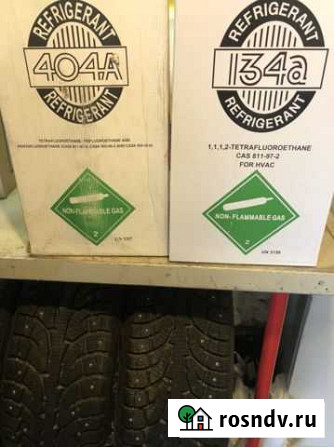 REFRIGERANT
404A
REFRIGERANT
TETRAFLUOROETHANE,
NON-FLAMMABLE GAS
2
REFRIGERANT
134a
REFRIGERANT
1,1,1,2-TETRAFLUOROETHANE
CAS 811-97-2
FOR HVAC
NON-FLAMMABLE GAS
2
rosndv.ru